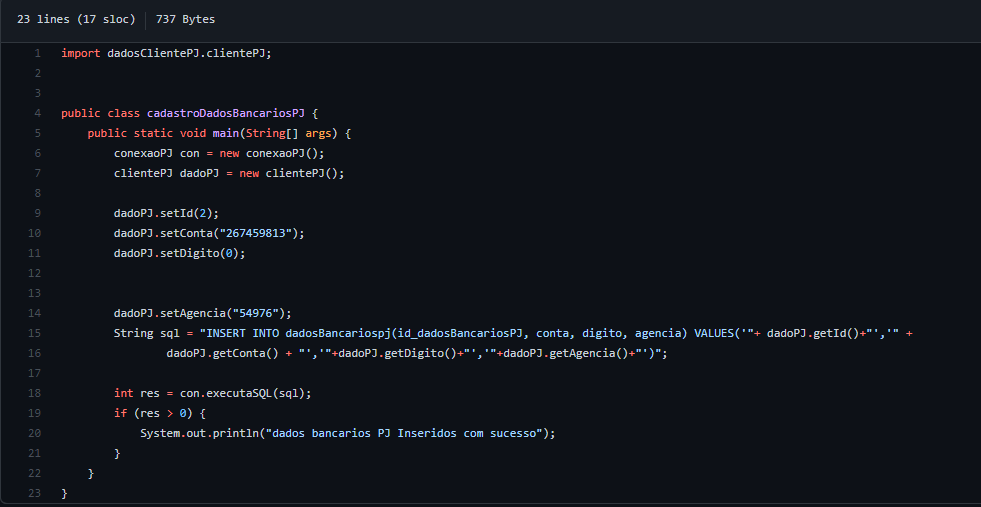 23 lines (17 sloc) | 737 Bytes
1 import dadosClientePJ.clientePJ;
2
3
4 public class cadastroDadosBancariosPJ {
5     public static void main(String[] args) {
6         conexaoPJ con = new conexaoPJ();
7         clientePJ dadoPJ = new clientePJ();
8
9         dadoPJ.setId(2);
10         dadoPJ.setConta("267459813");
11         dadoPJ.setDigito(0);
12
13
14         dadoPJ.setAgencia("54976");
15         String sql = "INSERT INTO dadosBancariospj(id_dadosBancariosPJ, conta, digito, agencia) VALUES('"+ dadoPJ.getId()+"','" +
16                 dadoPJ.getConta() + "','"+dadoPJ.getDigito()+"','"+dadoPJ.getAgencia()+"')";
17
18         int res = con.executaSQL(sql);
19         if (res > 0) {
20             System.out.println("dados bancarios PJ Inseridos com sucesso");
21         }
22     }
23 }